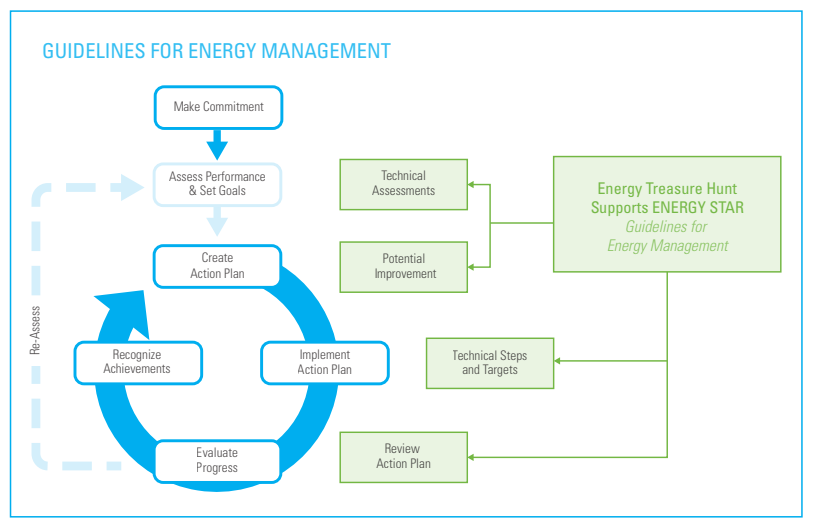 GUIDELINES FOR ENERGY MANAGEMENT
Make Commitment
Assess Performance
& Set Goals
Technical
Assessments
Energy Treasure Hunt
Supports ENERGY STAR
Guidelines for
Energy Management
Create
Action Plan
Potential
Improvement
Re-Assess
Recognize
Achievements
Implement
Action Plan
Technical Steps
and Targets
Evaluate
Progress
Review
Action Plan